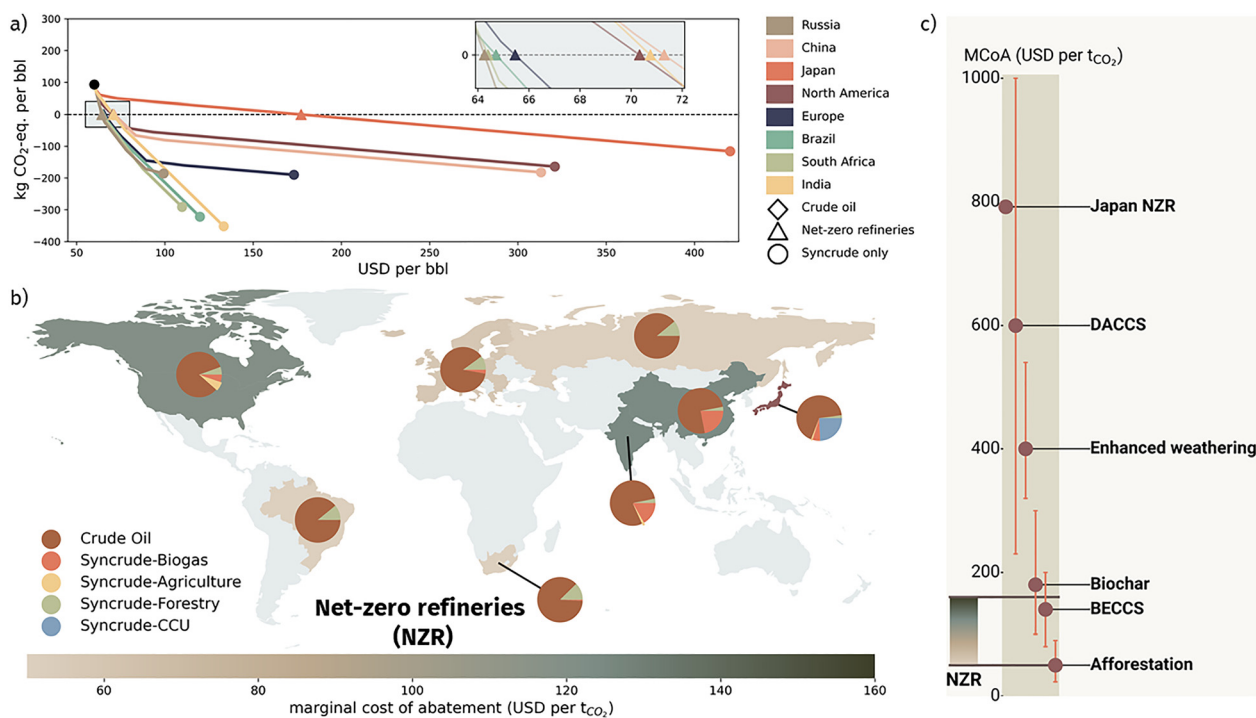 a)
kg CO2-eq. per bbl
300
200
100
0
−100
−200
−300
−400
50
100
150
200
250
300
350
400
USD per bbl
0
64
66
68
70
72
Russia
China
Japan
North America
Europe
Brazil
South Africa
India
Crude oil
Net-zero refineries
Syncrude only
b)
Crude Oil
Syncrude-Biogas
Syncrude-Agriculture
Syncrude-Forestry
Syncrude-CCU
Net-zero refineries
(NZR)
60
80
100
120
140
160
marginal cost of abatement (USD per tCO2)
c)
MCoA (USD per tCO2)
1000
800
Japan NZR
600
DACCS
400
Enhanced weathering
200
Biochar
BECCS
Afforestation
NZR
0